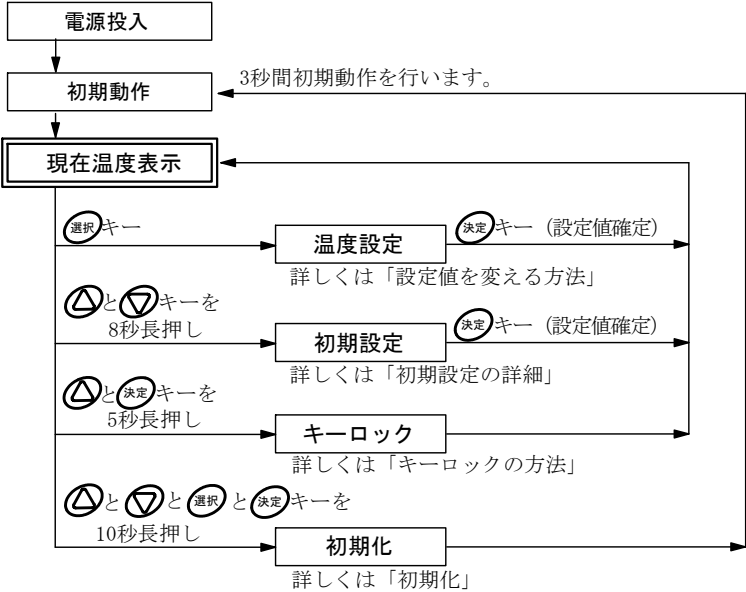 電源投入
3秒間初期動作を行います。
初期動作
現在温度表示
選択キー
温度設定
決定キー（設定値確定）
詳しくは「設定値を変える方法」
△と▽キーを
8秒長押し
初期設定
決定キー（設定値確定）
詳しくは「初期設定の詳細」
△と決定キーを
5秒長押し
キーロック
詳しくは「キーロックの方法」
△と▽と選択と決定キーを
10秒長押し
初期化
詳しくは「初期化」